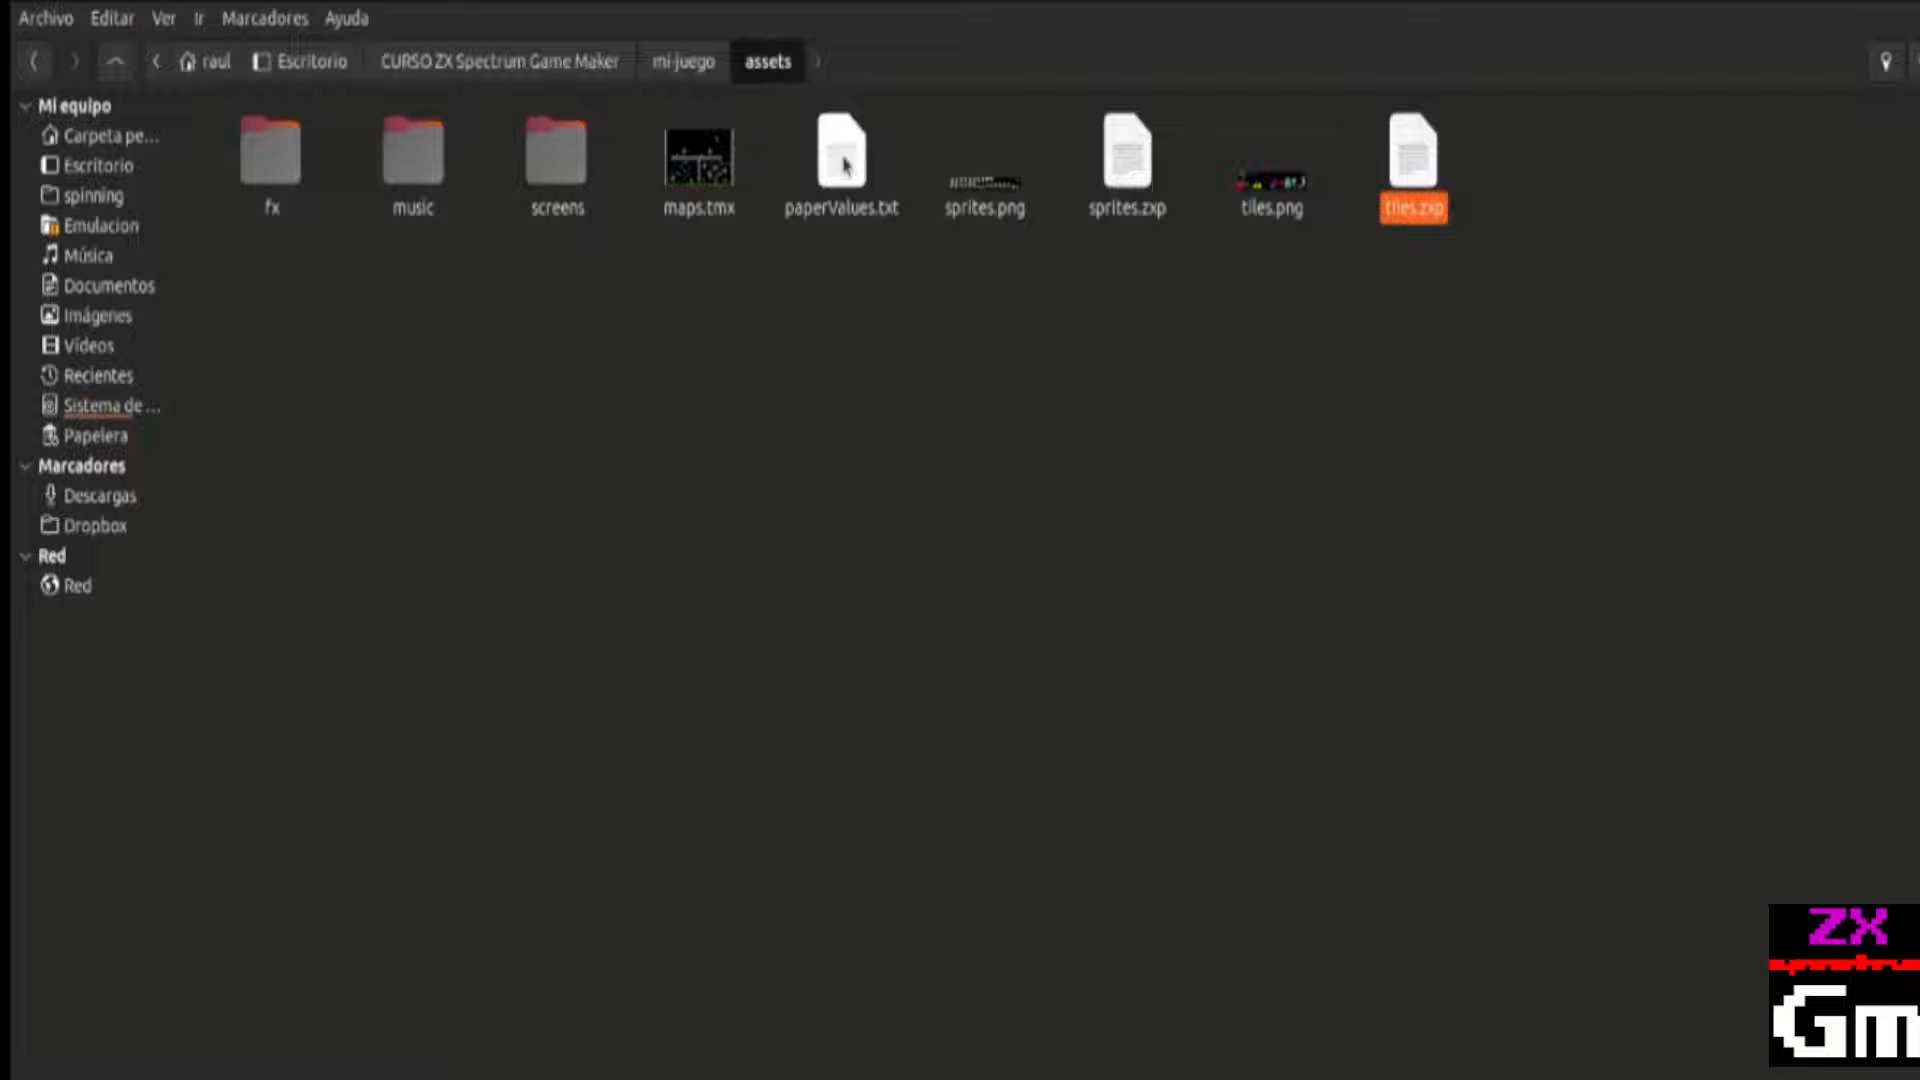 Archivo Editar Ver Ir Marcadores Ayuda
raul Escritorio CURSO ZX Spectrum Game Maker mi-juego assets
Mi equipo
Carpeta pe...
Escritorio
spinning
Emulacion
Música
Documentos
Imágenes
Vídeos
Recientes
Sistema de ...
Papelera
Marcadores
Descargas
Dropbox
Red
Red
fx music screens maps.tmx paperValues.txt sprites.png sprites.zxp tiles.png tiles.zxp
ZX
Gm